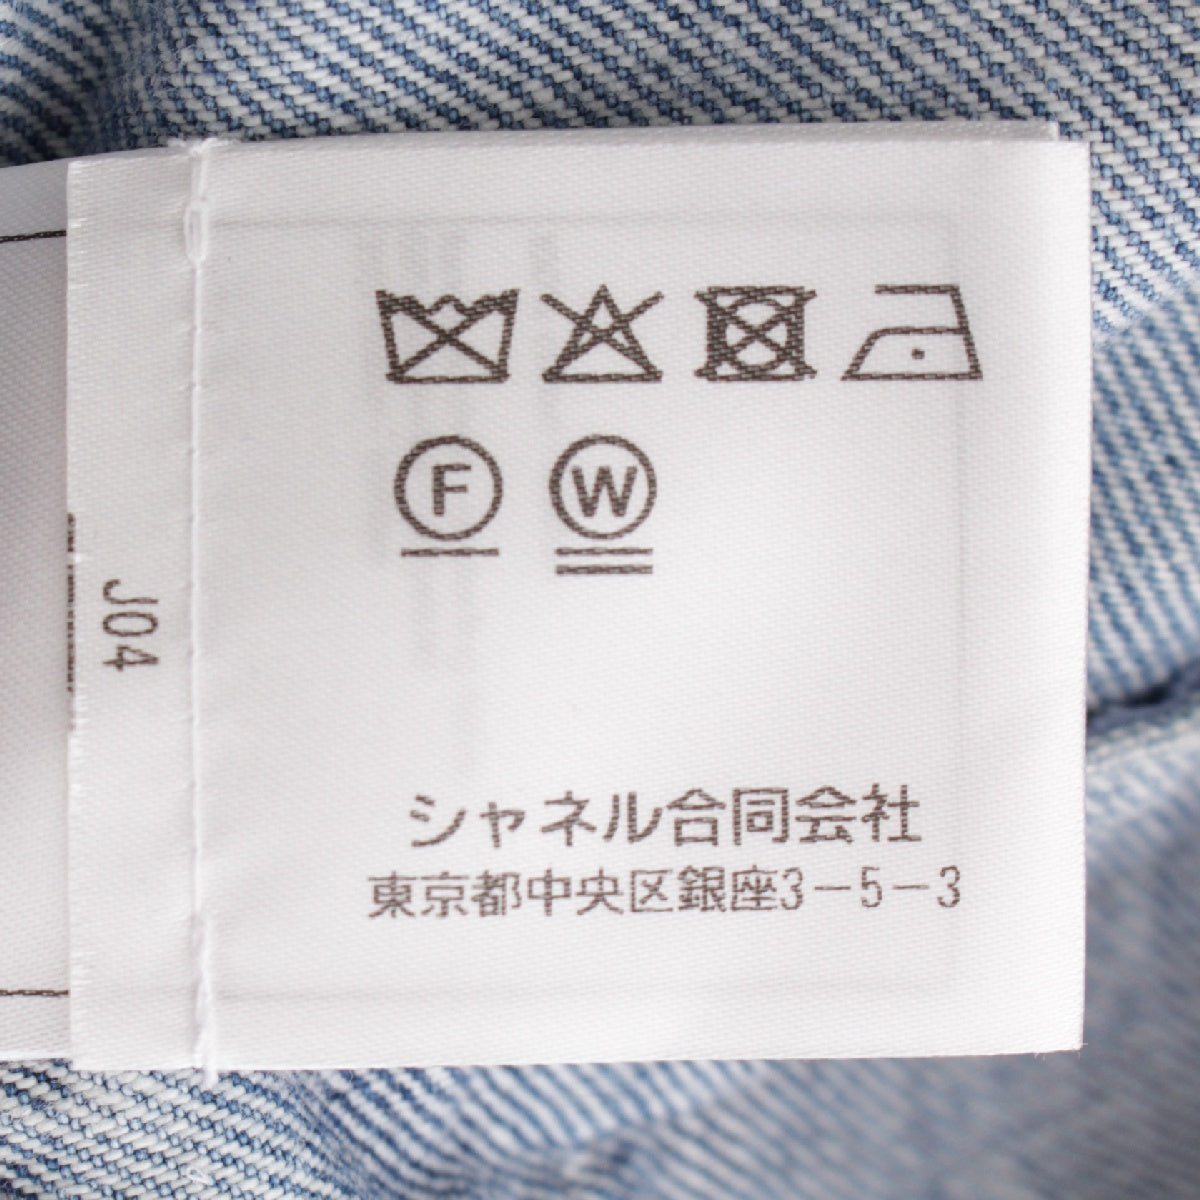 F W
J04
シャネル合同会社
東京都中央区銀座3-5-3